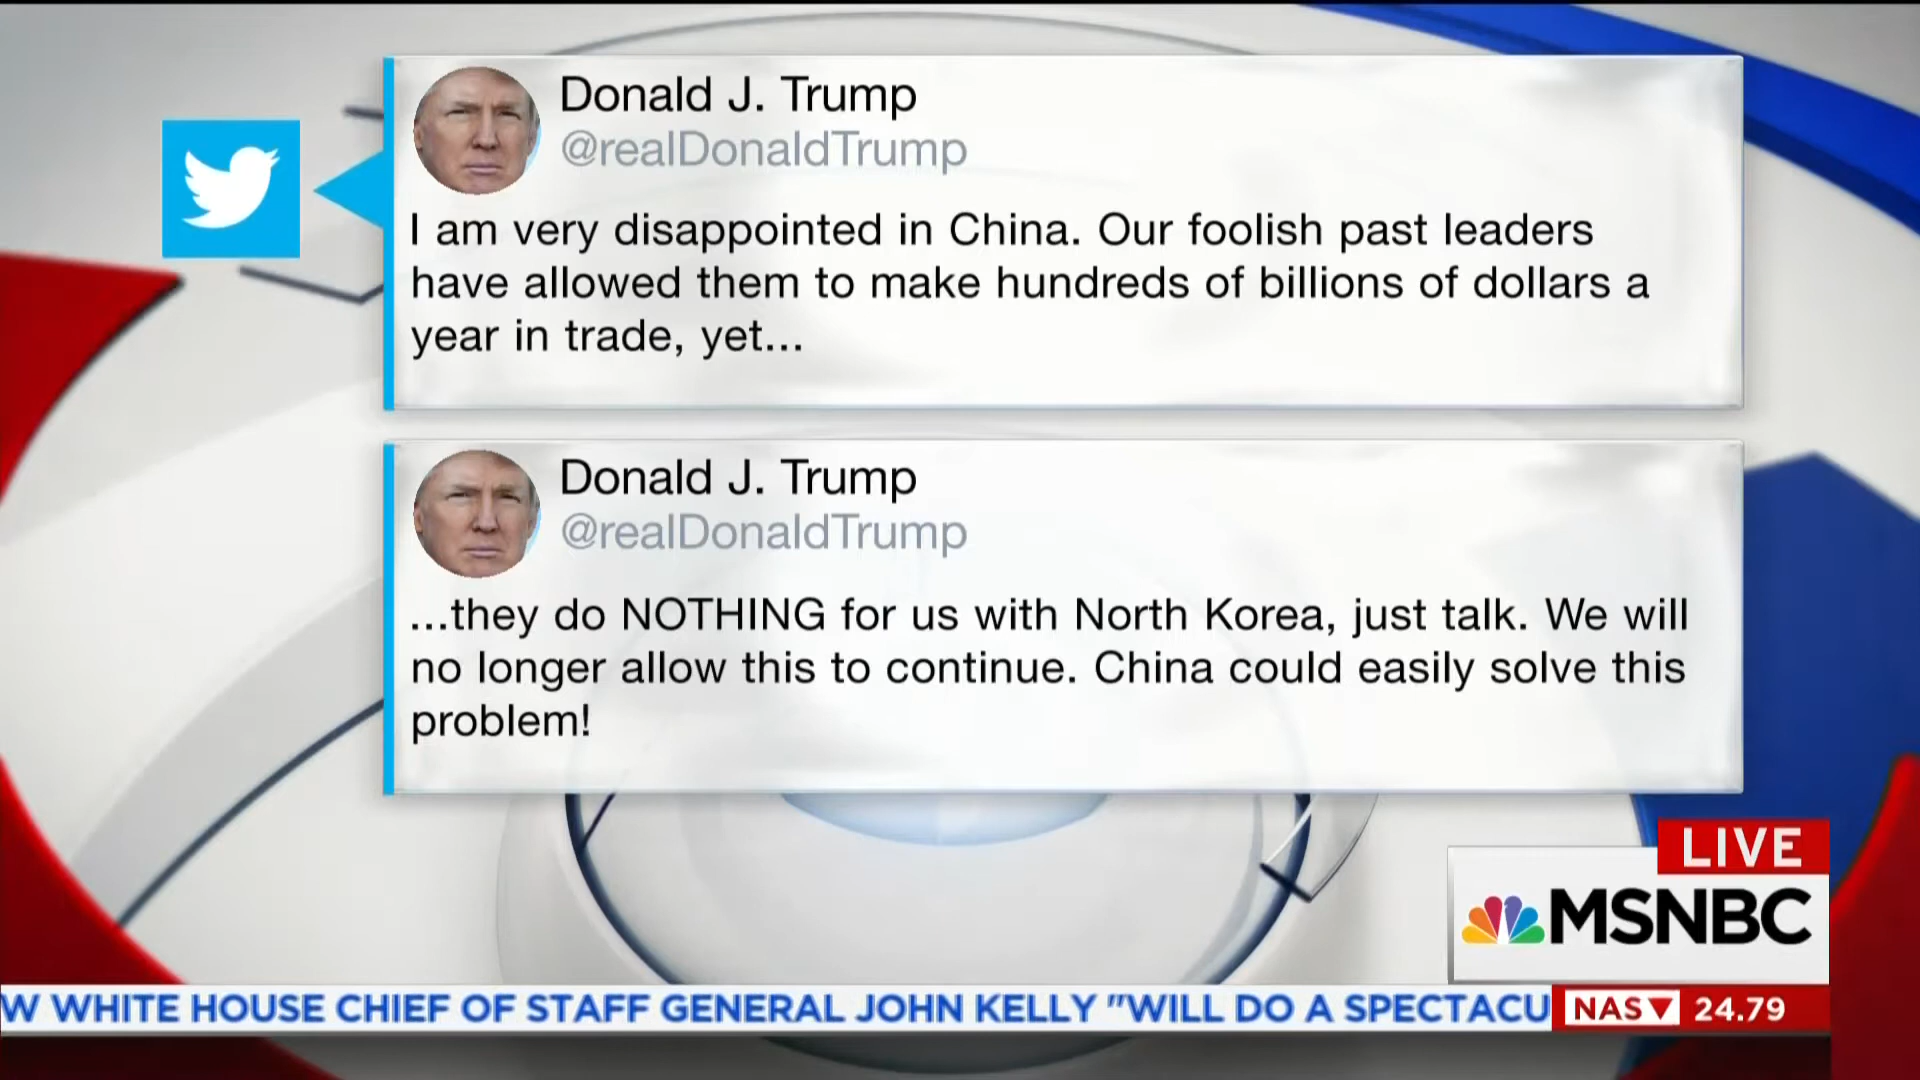 Donald J. Trump
@realDonaldTrump
I am very disappointed in China. Our foolish past leaders
have allowed them to make hundreds of billions of dollars a
year in trade, yet...
Donald J. Trump
@realDonaldTrump
...they do NOTHING for us with North Korea, just talk. We will
no longer allow this to continue. China could easily solve this
problem!
LIVE
MSNBC
W WHITE HOUSE CHIEF OF STAFF GENERAL JOHN KELLY "WILL DO A SPECTACU
NAS▼ 24.79